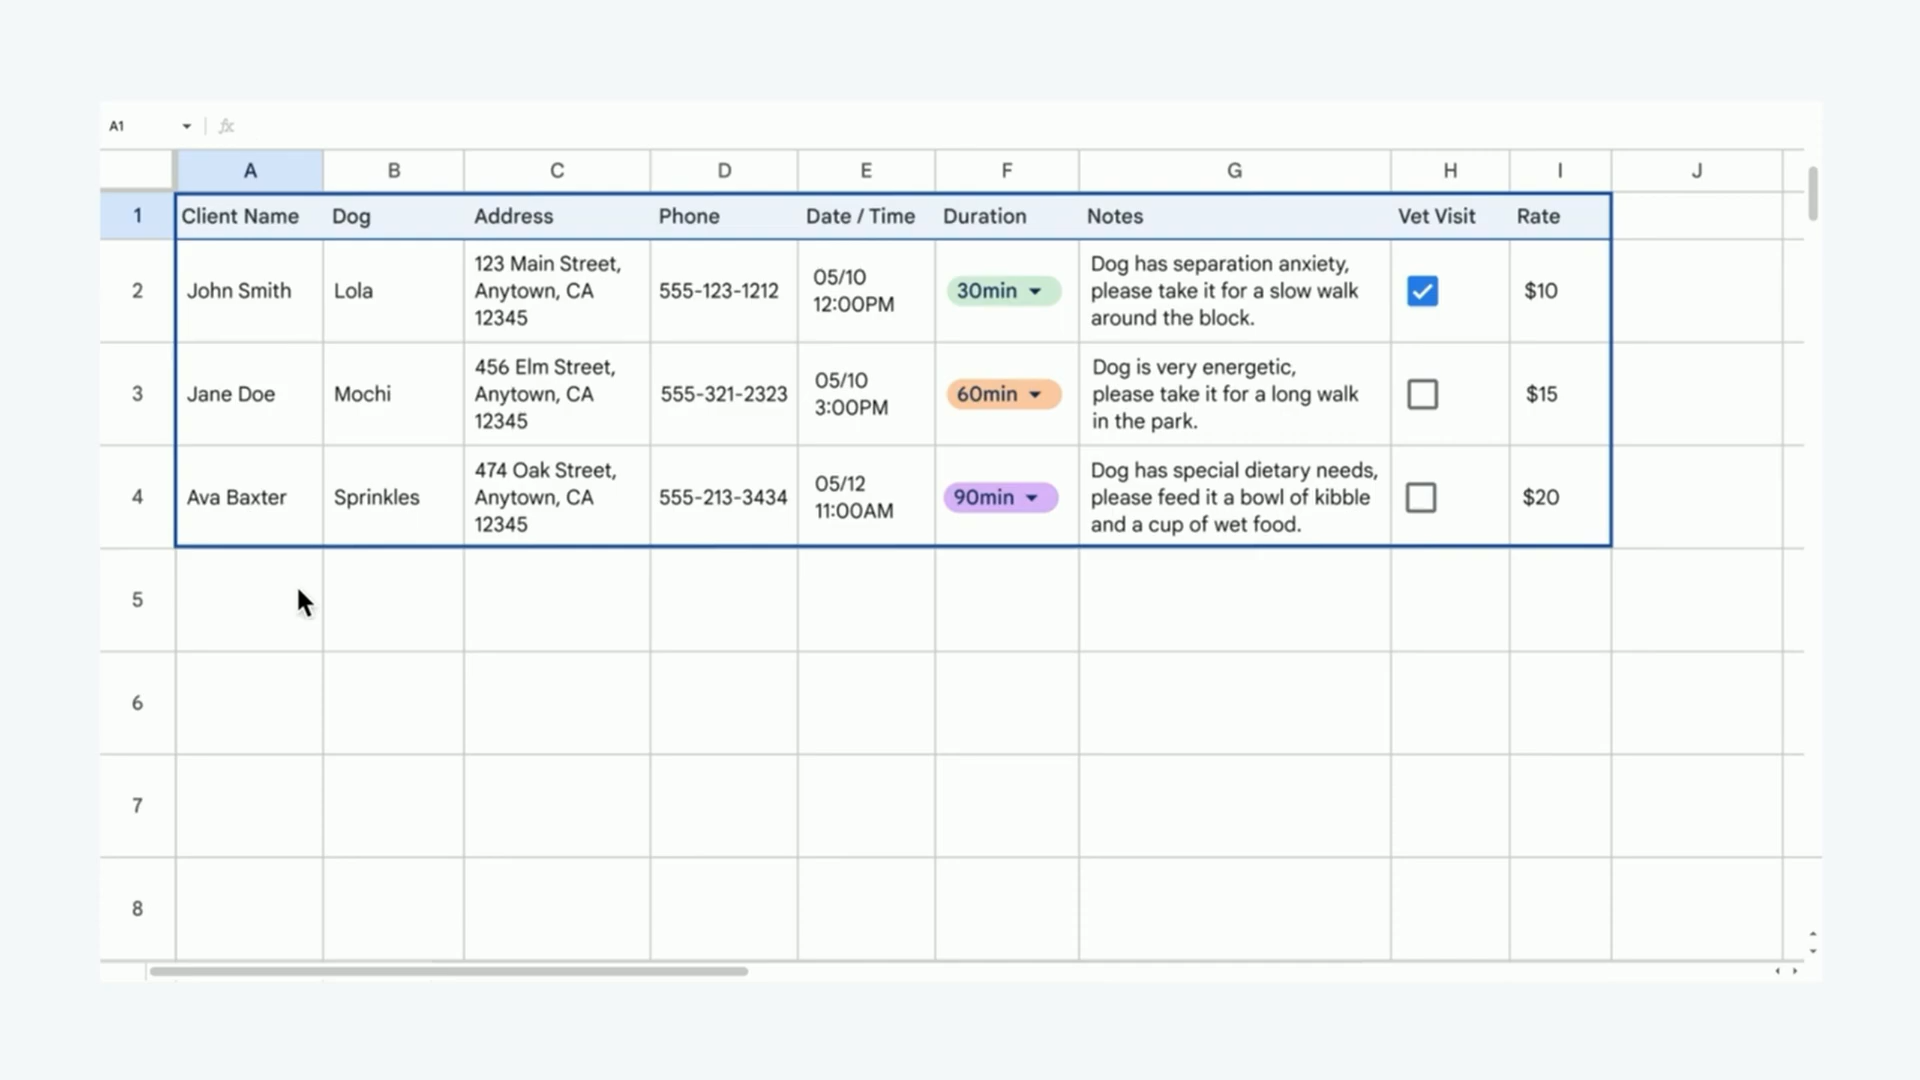 A1 fx
A B C D E F G H I J
1 Client Name Dog Address Phone Date / Time Duration Notes Vet Visit Rate
2 John Smith Lola
123 Main Street,
Anytown, CA
12345
555-123-1212
05/10
12:00PM
30min
Dog has separation anxiety,
please take it for a slow walk
around the block.
$10
3 Jane Doe Mochi
456 Elm Street,
Anytown, CA
12345
555-321-2323
05/10
3:00PM
60min
Dog is very energetic,
please take it for a long walk
in the park.
$15
4 Ava Baxter Sprinkles
474 Oak Street,
Anytown, CA
12345
555-213-3434
05/12
11:00AM
90min
Dog has special dietary needs,
please feed it a bowl of kibble
and a cup of wet food.
$20
5
6
7
8